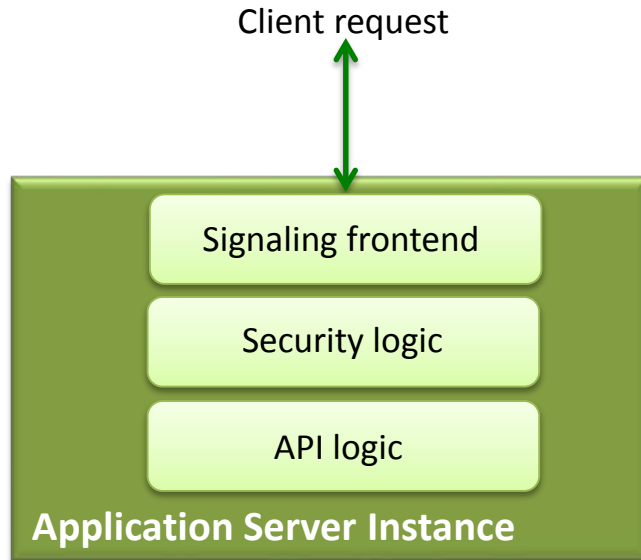 Client request
Signaling frontend
Security logic
API logic
Application Server Instance